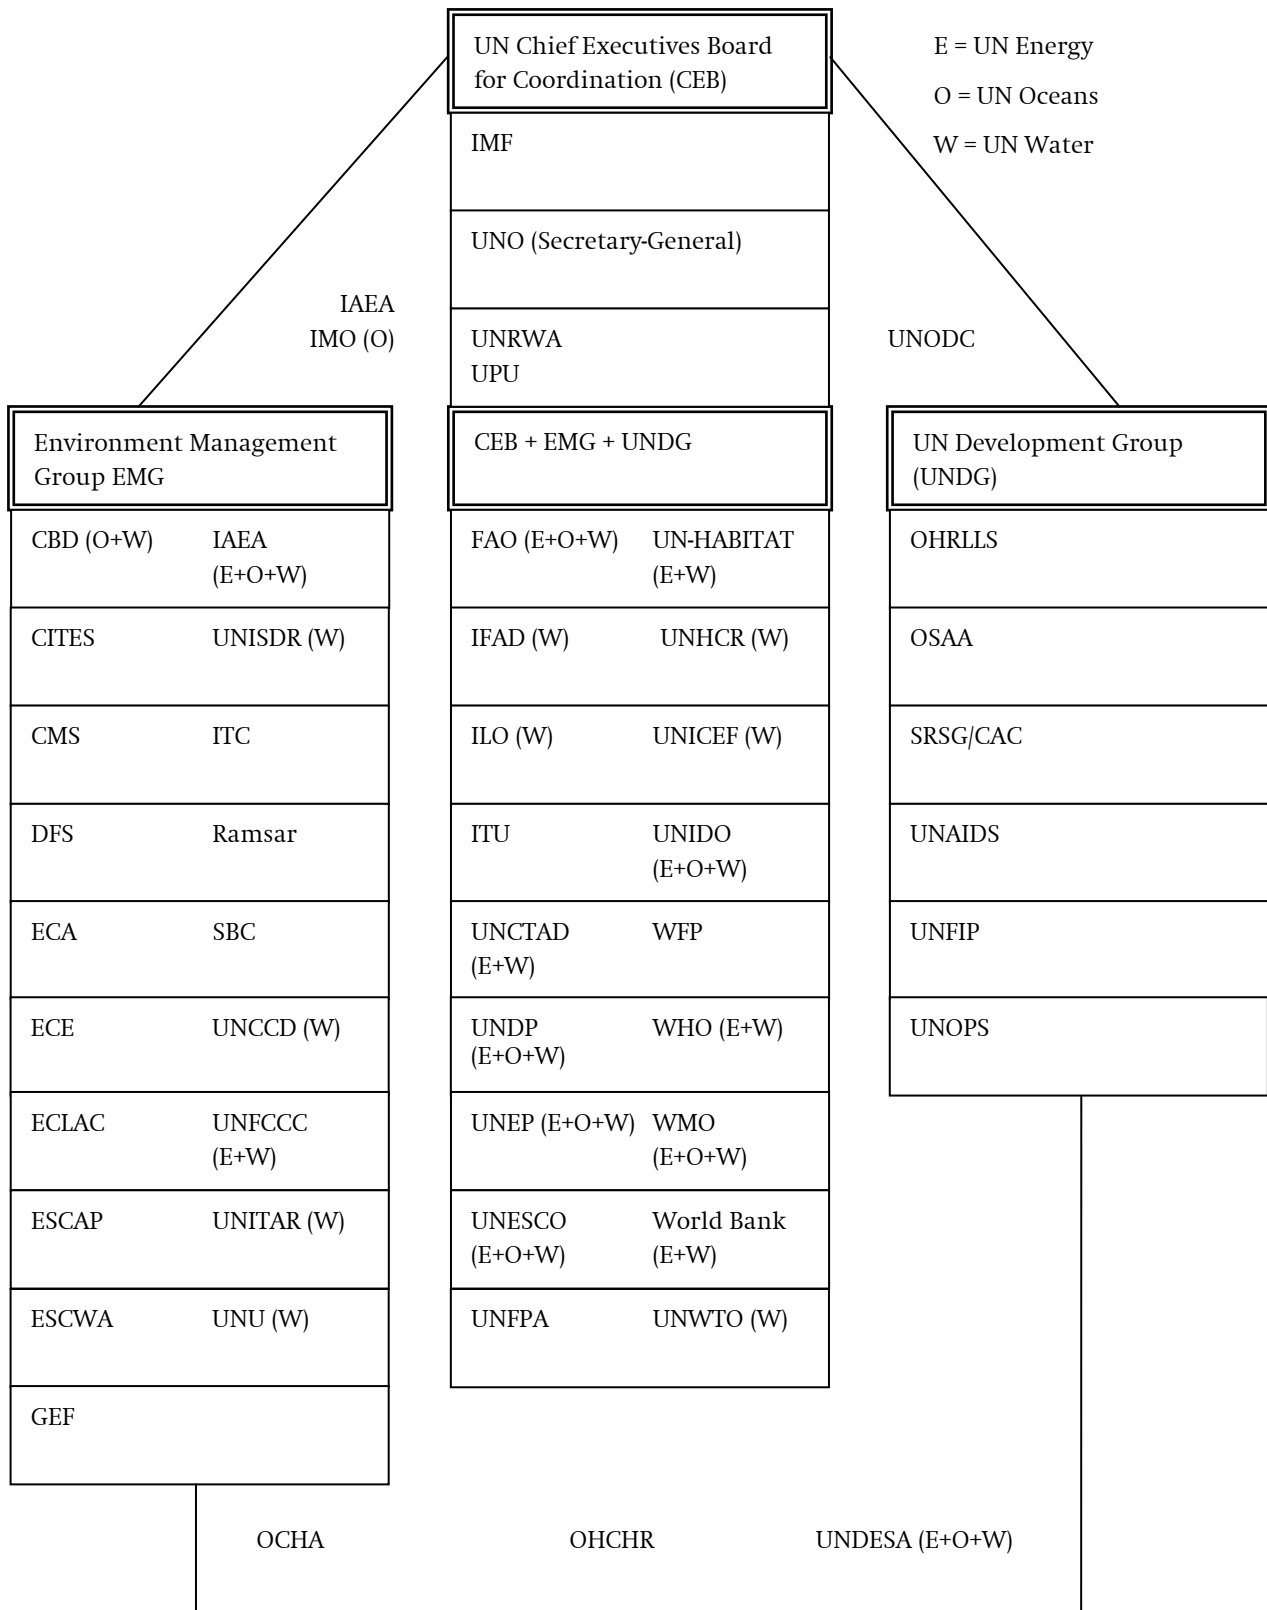 UN Chief Executives Board
for Coordination (CEB)
E = UN Energy
O = UN Oceans
W = UN Water
IMF
UNO (Secretary-General)
IAEA
IMO (O)
UNRWA
UPU
UNODC
Environment Management
Group EMG
CEB + EMG + UNDG
UN Development Group
(UNDG)
CBD (O+W)
IAEA
(E+O+W)
CITES
UNISDR (W)
CMS
ITC
DFS
Ramsar
ECA
SBC
ECE
UNCCD (W)
ECLAC
UNFCCC
(E+W)
ESCAP
UNITAR (W)
ESCWA
UNU (W)
GEF
FAO (E+O+W)
UN-HABITAT
(E+W)
IFAD (W)
UNHCR (W)
ILO (W)
UNICEF (W)
ITU
UNIDO
(E+O+W)
UNCTAD
(E+W)
WFP
UNDP
(E+O+W)
WHO (E+W)
UNEP (E+O+W)
WMO
(E+O+W)
UNESCO
(E+O+W)
World Bank
(E+W)
UNFPA
UNWTO (W)
OHRLLS
OSAA
SRSG/CAC
UNAIDS
UNFIP
UNOPS
OCHA
OHCHR
UNDESA (E+O+W)